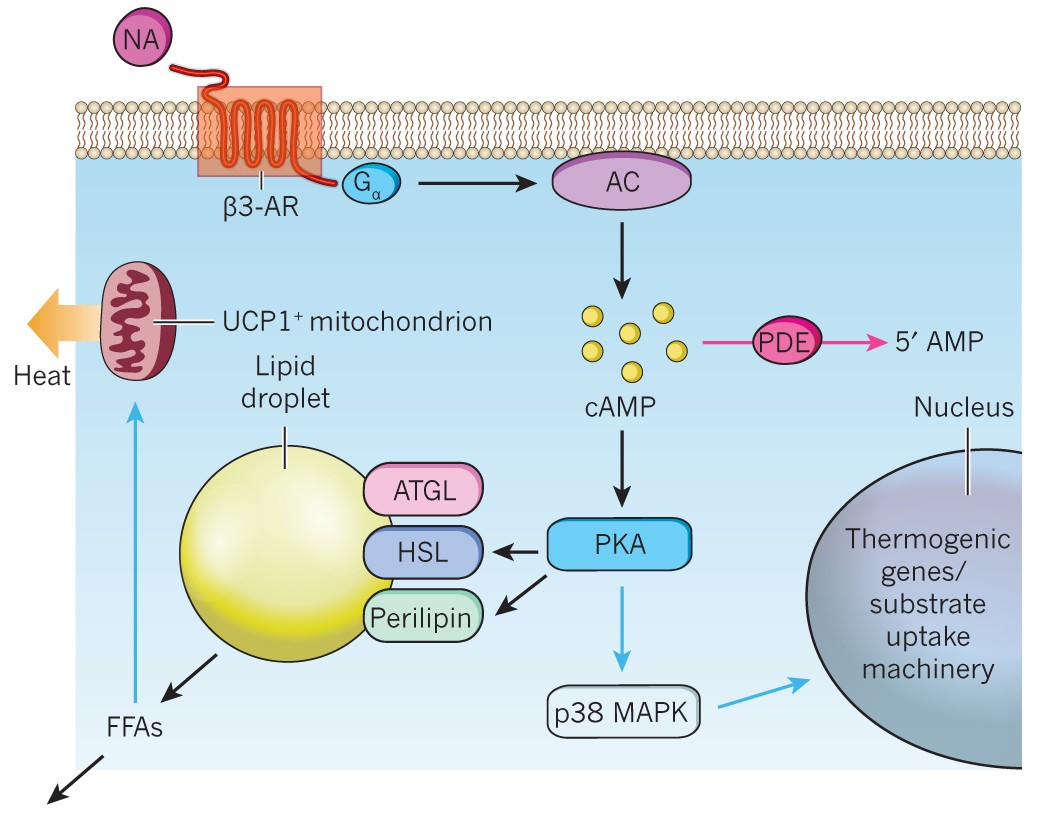 NA
β3-AR
Gα
AC
UCP1⁺ mitochondrion
Heat
Lipid
droplet
PDE
5′ AMP
cAMP
Nucleus
ATGL
HSL
Perilipin
PKA
Thermogenic
genes/
substrate
uptake
machinery
p38 MAPK
FFAs